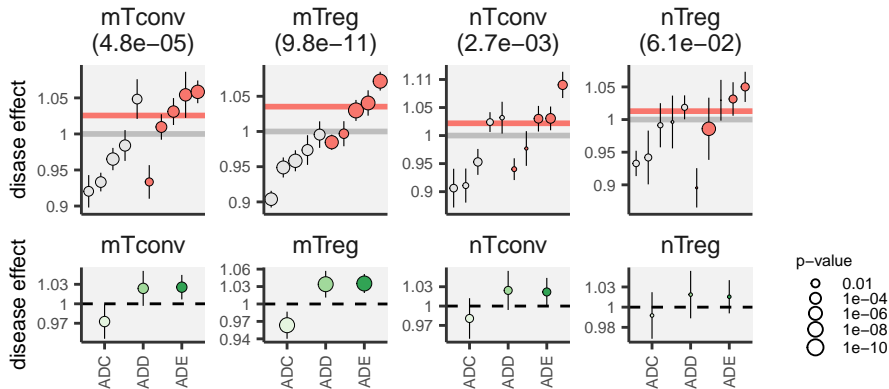 mTconv
(4.8e−05)
mTreg
(9.8e−11)
nTconv
(2.7e−03)
nTreg
(6.1e−02)
disease effect
1.05
1
0.95
0.9
1.05
1
0.95
0.9
1.11
1.05
1
0.95
0.9
1.05
1
0.95
0.9
mTconv
mTreg
nTconv
nTreg
disease effect
1.03
1
0.97
1.06
1.03
1
0.97
0.94
1.03
1
0.97
1.03
1
0.98
ADC
ADD
ADE
ADC
ADD
ADE
ADC
ADD
ADE
ADC
ADD
ADE
p−value
0.01
1e−04
1e−06
1e−08
1e−10